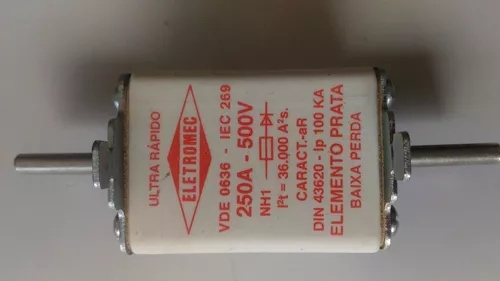 ULTRA RÁPIDO
ELETROMEC
VDE 0636 - IEC 269
250A - 500V
NH1
I²t = 36.000 A²s.
CARACT.-aR
DIN 43620 - Ip 100 KA
ELEMENTO PRATA
BAIXA PERDA